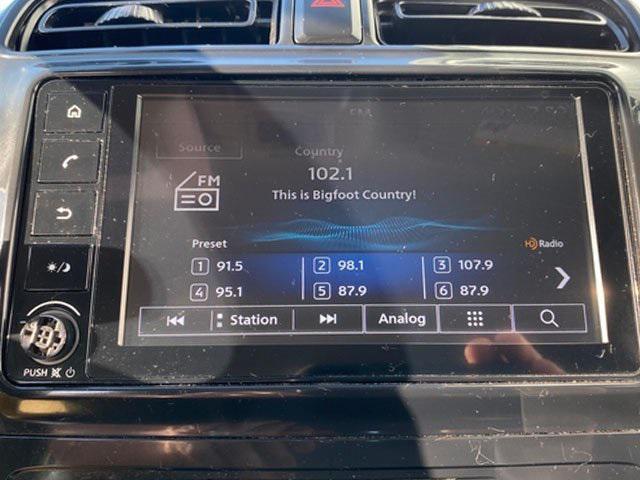 FM
Source
Country
102.1
FM
This is Bigfoot Country!
Preset
HD Radio
1 91.5 2 98.1 3 107.9
4 95.1 5 87.9 6 87.9
Station Analog
PUSH